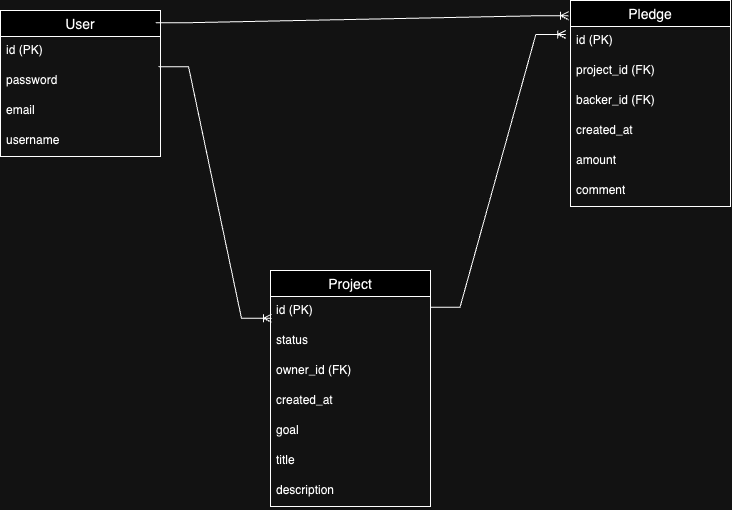 User
id (PK)
password
email
username
Pledge
id (PK)
project_id (FK)
backer_id (FK)
created_at
amount
comment
Project
id (PK)
status
owner_id (FK)
created_at
goal
title
description